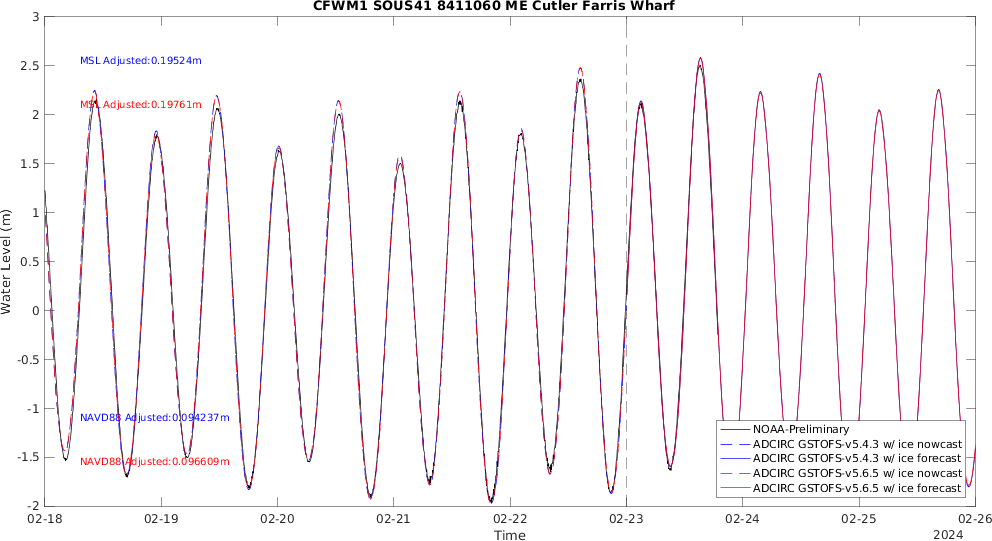 CFWM1 SOUS41 8411060 ME Cutler Farris Wharf
3
2.5
2
1.5
1
0.5
0
-0.5
-1
-1.5
-2
Water Level (m)
MSL Adjusted:0.19524m
MSL Adjusted:0.19761m
NAVD88 Adjusted:0.094237m
NAVD88 Adjusted:0.096609m
NOAA-Preliminary
ADCIRC GSTOFS-v5.4.3 w/ ice nowcast
ADCIRC GSTOFS-v5.4.3 w/ ice forecast
ADCIRC GSTOFS-v5.6.5 w/ ice nowcast
ADCIRC GSTOFS-v5.6.5 w/ ice forecast
02-18 02-19 02-20 02-21 02-22 02-23 02-24 02-25 02-26
Time
2024